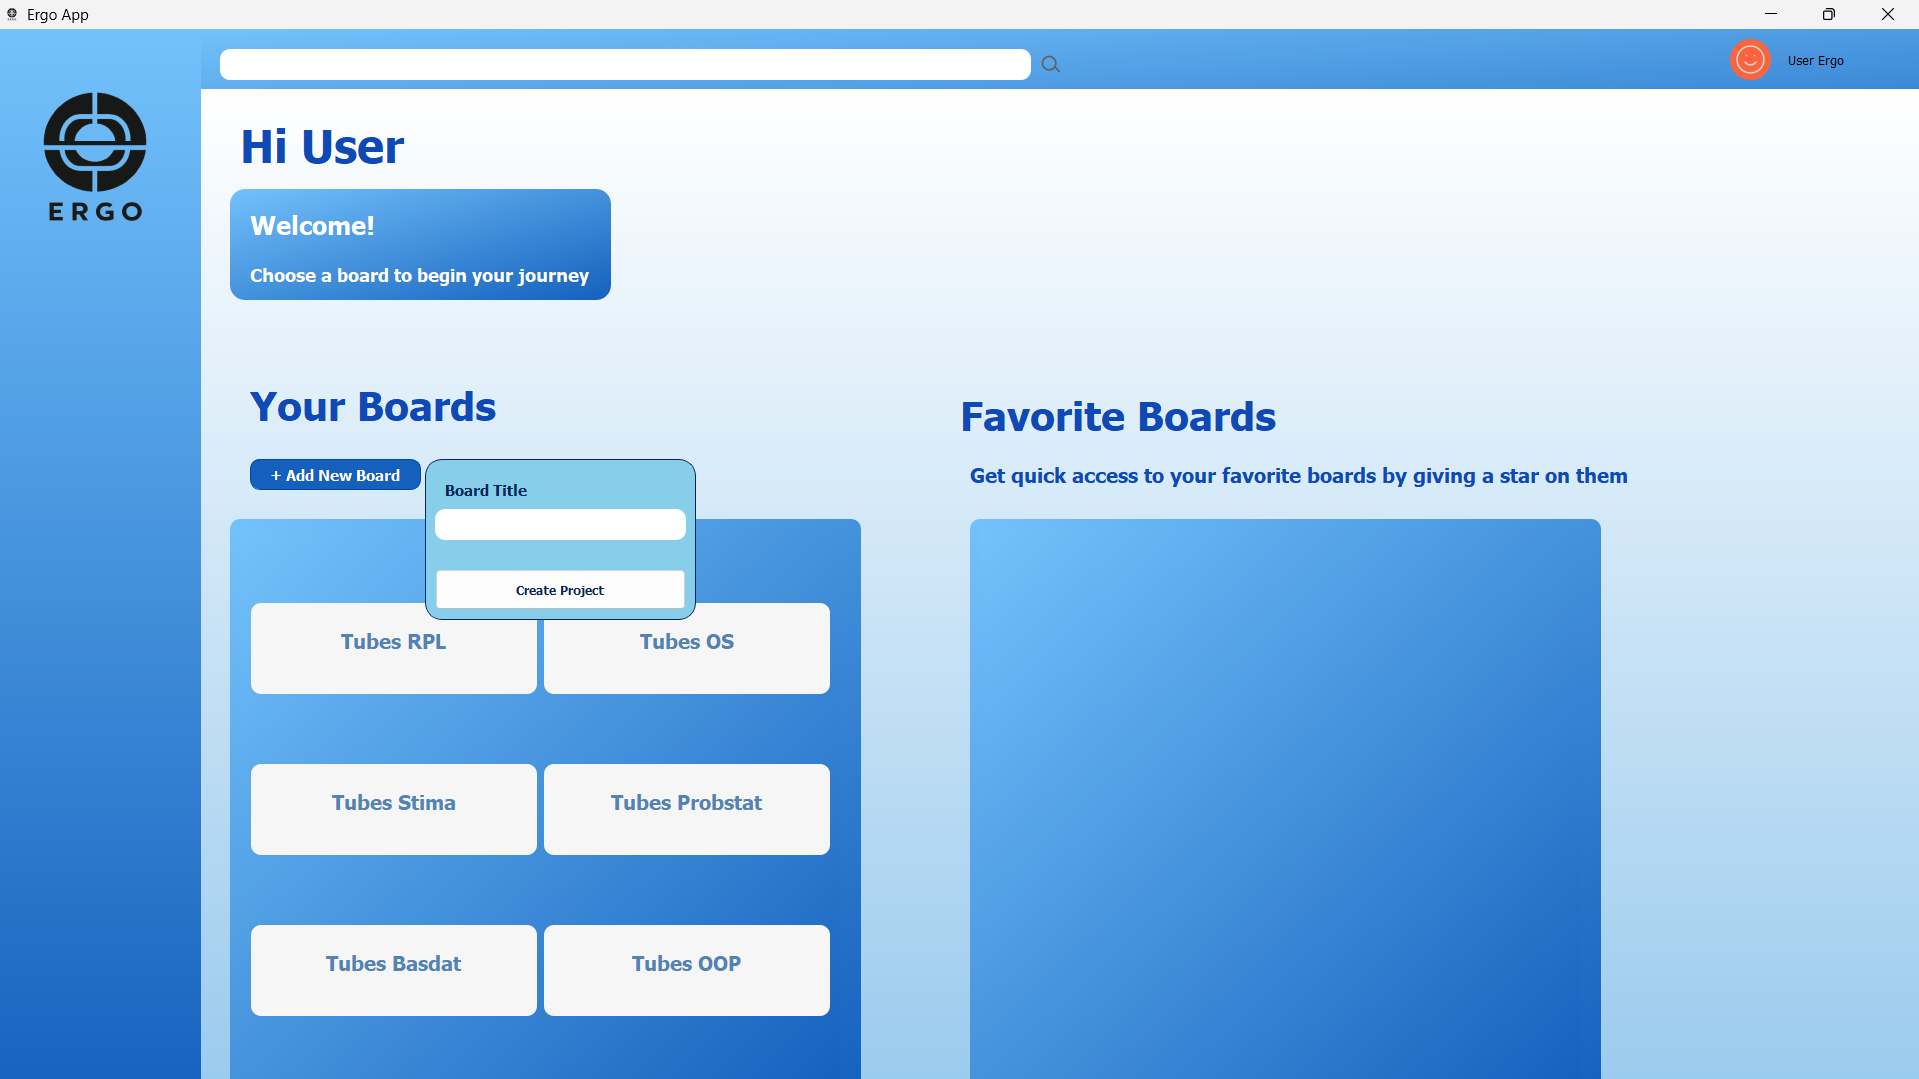 Ergo App
User Ergo
ERGO
Hi User
Welcome!
Choose a board to begin your journey
Your Boards
+ Add New Board
Board Title
Create Project
Tubes RPL
Tubes OS
Tubes Stima
Tubes Probstat
Tubes Basdat
Tubes OOP
Favorite Boards
Get quick access to your favorite boards by giving a star on them